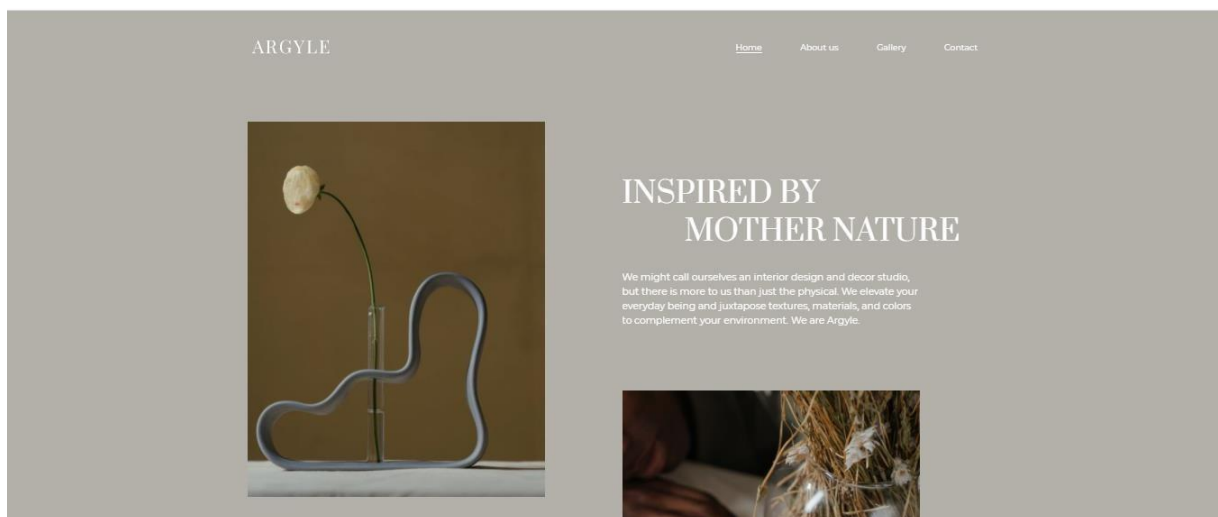 ARGYLE
Home About us Gallery Contact
INSPIRED BY
MOTHER NATURE
We might call ourselves an interior design and decor studio,
but there is more to us than just the physical. We elevate your
everyday being and juxtapose textures, materials, and colors
to complement your environment. We are Argyle.